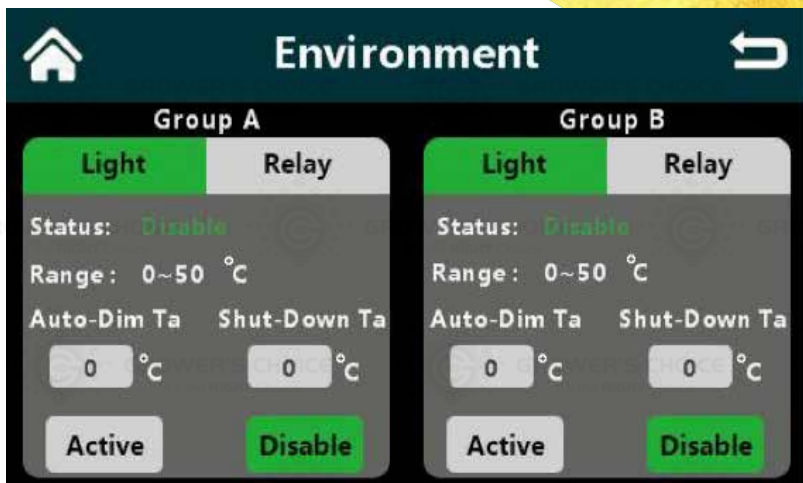 Environment
Group A
Light Relay
Status: Disable
Range: 0~50 °C
Auto-Dim Ta Shut-Down Ta
0 °C 0 °C
Active Disable
Group B
Light Relay
Status: Disable
Range: 0~50 °C
Auto-Dim Ta Shut-Down Ta
0 °C 0 °C
Active Disable